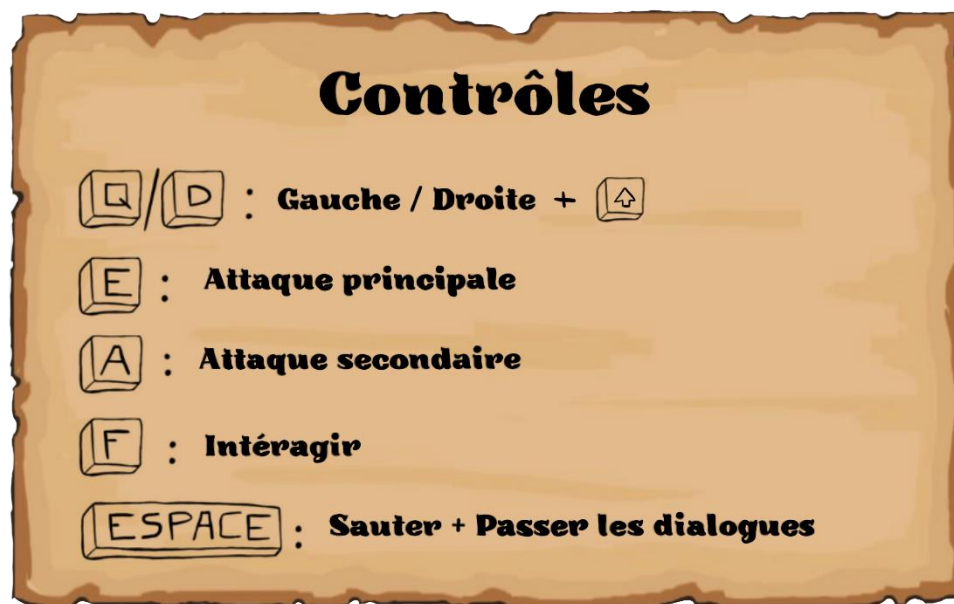 Contrôles
Q/D : Gauche / Droite + ⇧
E : Attaque principale
A : Attaque secondaire
F : Intéragir
ESPACE : Sauter + Passer les dialogues